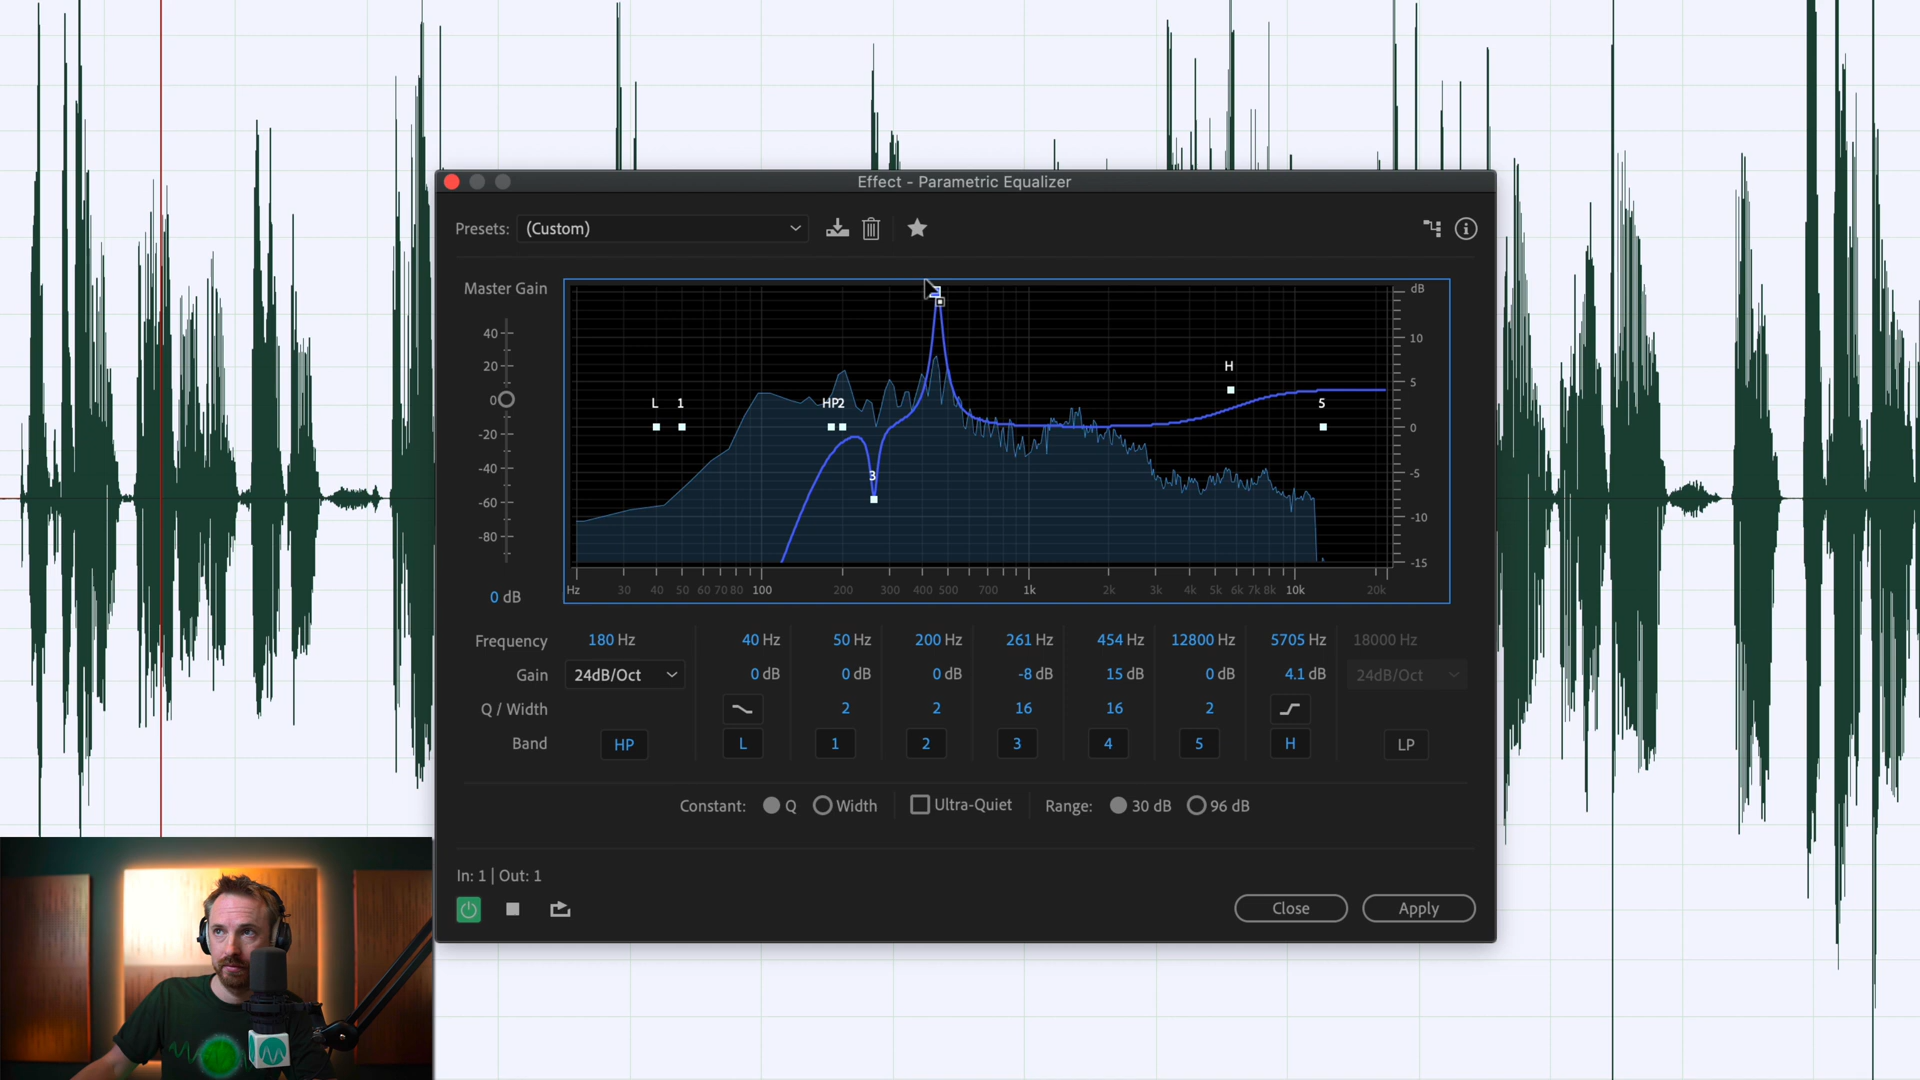 Effect - Parametric Equalizer
Presets: (Custom)
Master Gain
dB
40
20
0
-20
-40
-60
-80
0 dB
10
5
0
-5
-10
-15
L 1 HP 2 3 H 5
Hz 30 40 50 60 70 80 100 200 300 400 500 700 1k 2k 3k 4k 5k 6k 7k 8k 10k 20k
Frequency 180 Hz 40 Hz 50 Hz 200 Hz 261 Hz 454 Hz 12800 Hz 5705 Hz 18000 Hz
Gain 24dB/Oct 0 dB 0 dB 0 dB -8 dB 15 dB 0 dB 4.1 dB 24dB/Oct
Q / Width 2 2 16 16 2
Band HP L 1 2 3 4 5 H LP
Constant: Q Width Ultra-Quiet Range: 30 dB 96 dB
In: 1 | Out: 1
Close Apply